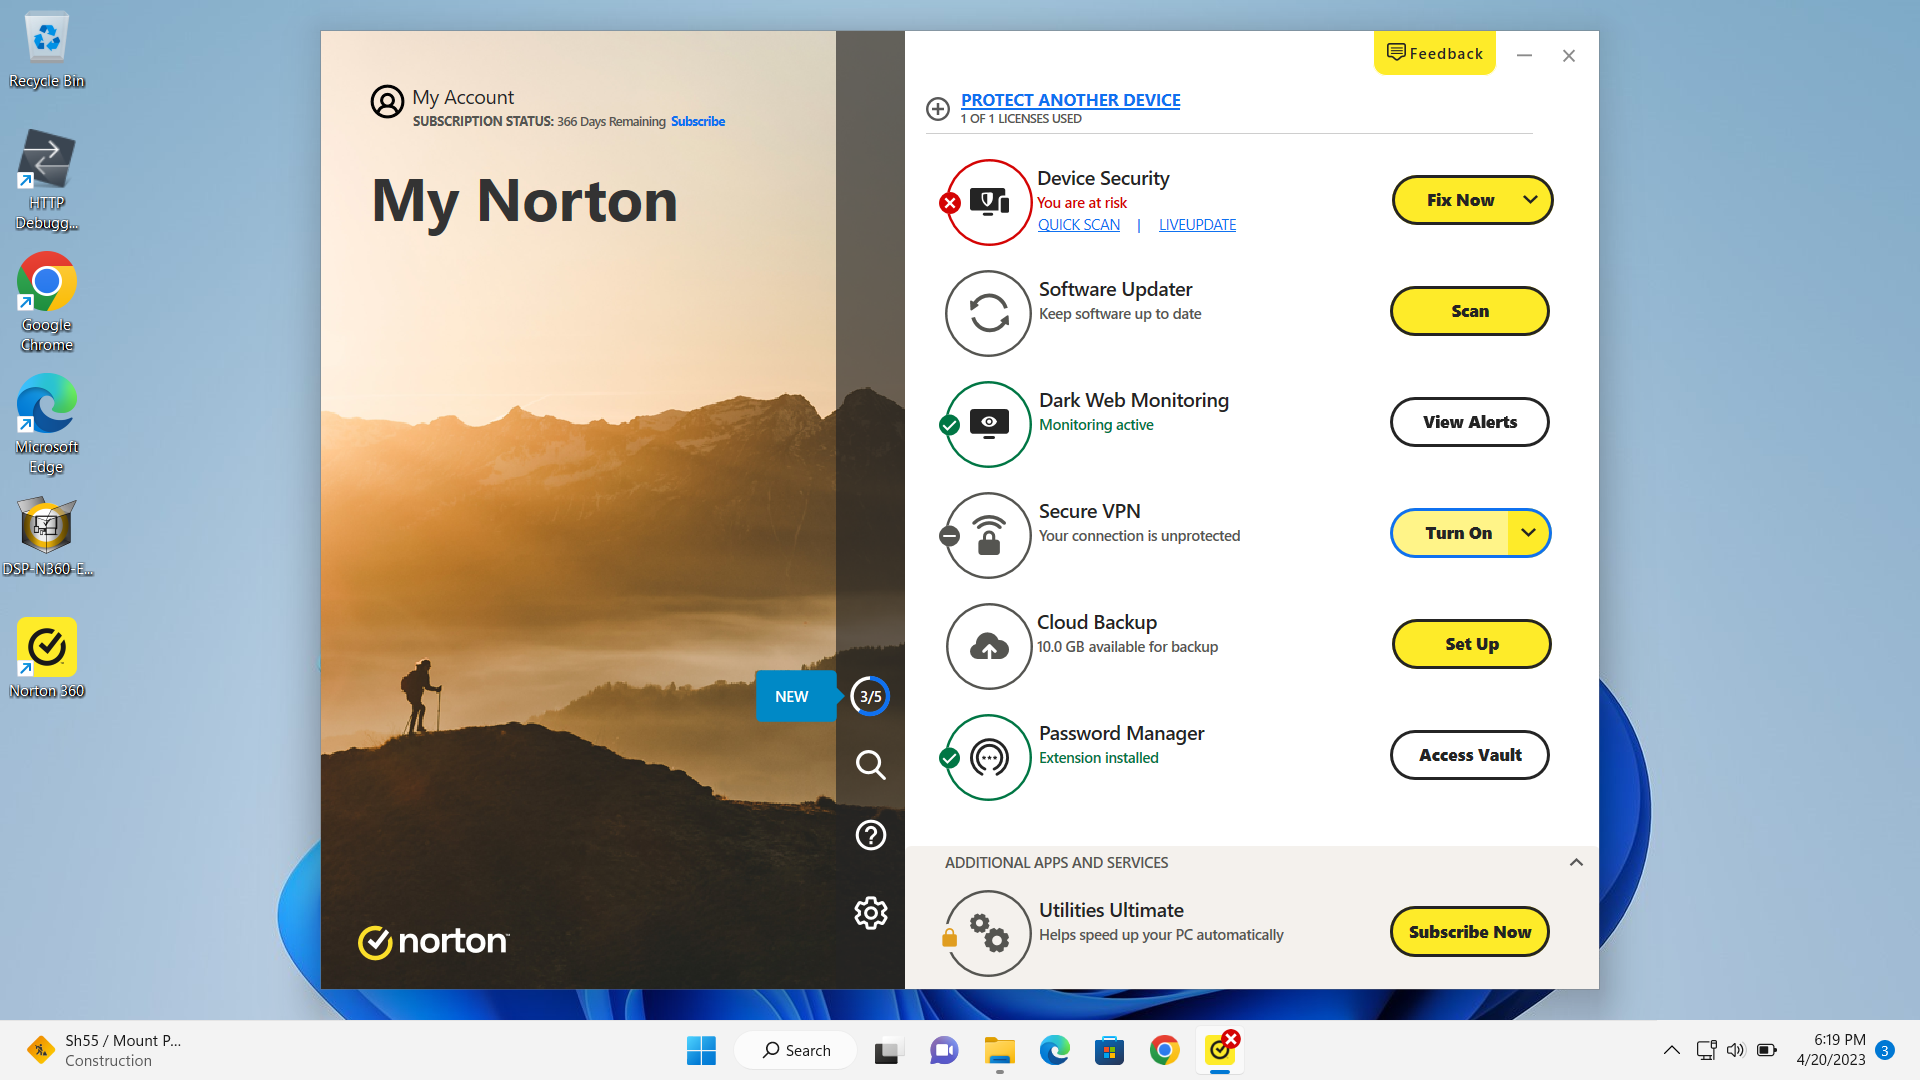 Recycle Bin
HTTP
Debugg...
Google
Chrome
Microsoft
Edge
DSP-N360-E...
Norton 360
My Account
SUBSCRIPTION STATUS: 366 Days Remaining Subscribe
My Norton
NEW
3/5
norton
Feedback
PROTECT ANOTHER DEVICE
1 OF 1 LICENSES USED
Device Security
You are at risk
QUICK SCAN | LIVEUPDATE
Fix Now
Software Updater
Keep software up to date
Scan
Dark Web Monitoring
Monitoring active
View Alerts
Secure VPN
Your connection is unprotected
Turn On
Cloud Backup
10.0 GB available for backup
Set Up
Password Manager
Extension installed
Access Vault
ADDITIONAL APPS AND SERVICES
Utilities Ultimate
Helps speed up your PC automatically
Subscribe Now
Sh55 / Mount P...
Construction
Search
6:19 PM
4/20/2023
3